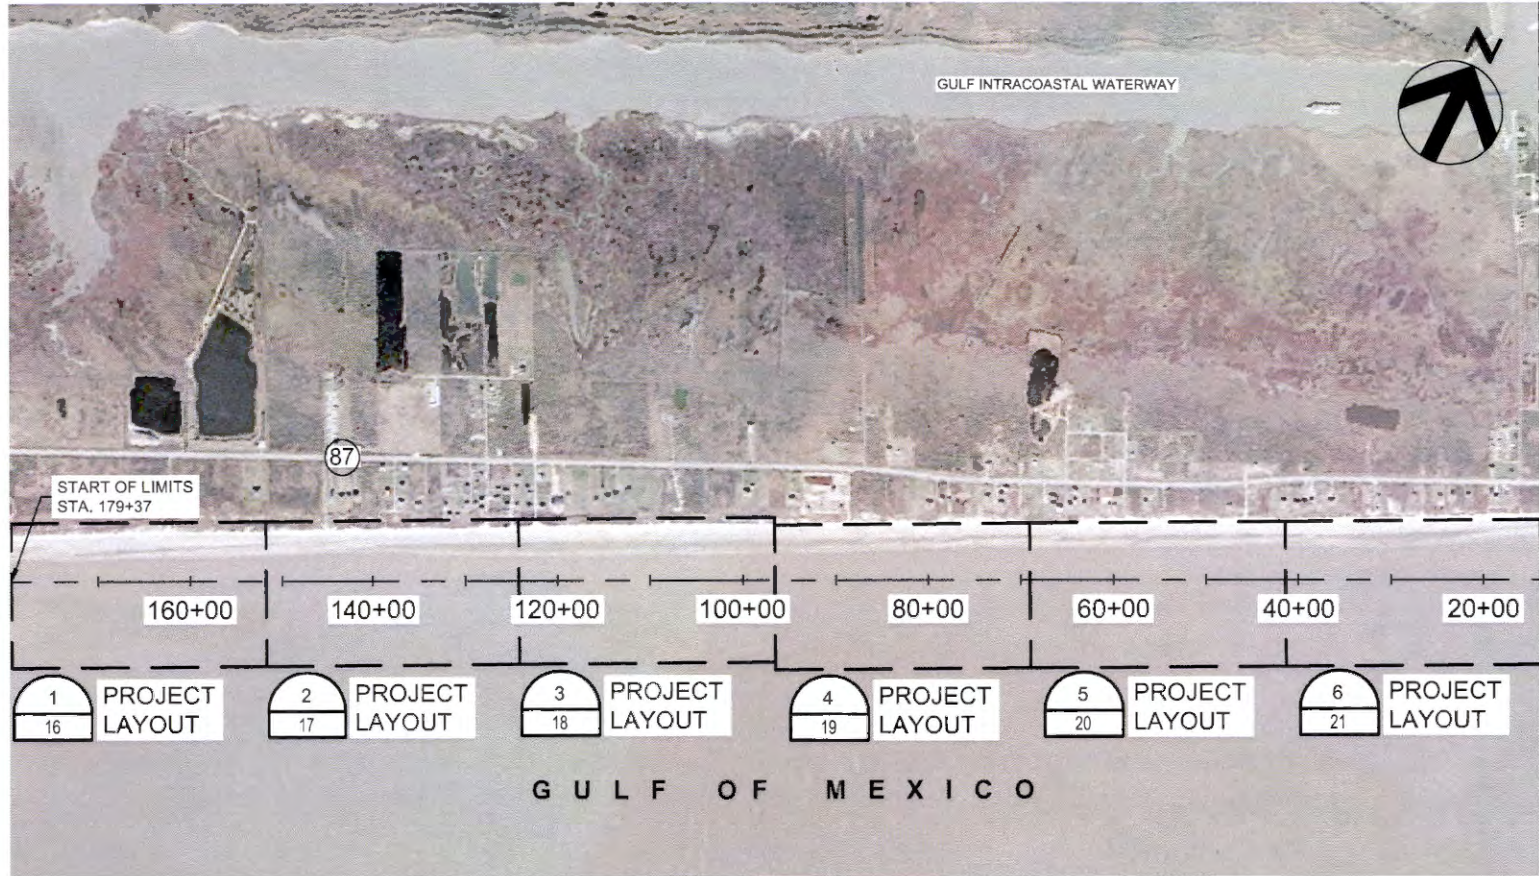 N
GULF INTRACOASTAL WATERWAY
87
START OF LIMITS
STA. 179+37
160+00
140+00
120+00
100+00
80+00
60+00
40+00
20+00
1
16
PROJECT
LAYOUT
2
17
PROJECT
LAYOUT
3
18
PROJECT
LAYOUT
4
19
PROJECT
LAYOUT
5
20
PROJECT
LAYOUT
6
21
PROJECT
LAYOUT
GULF OF MEXICO